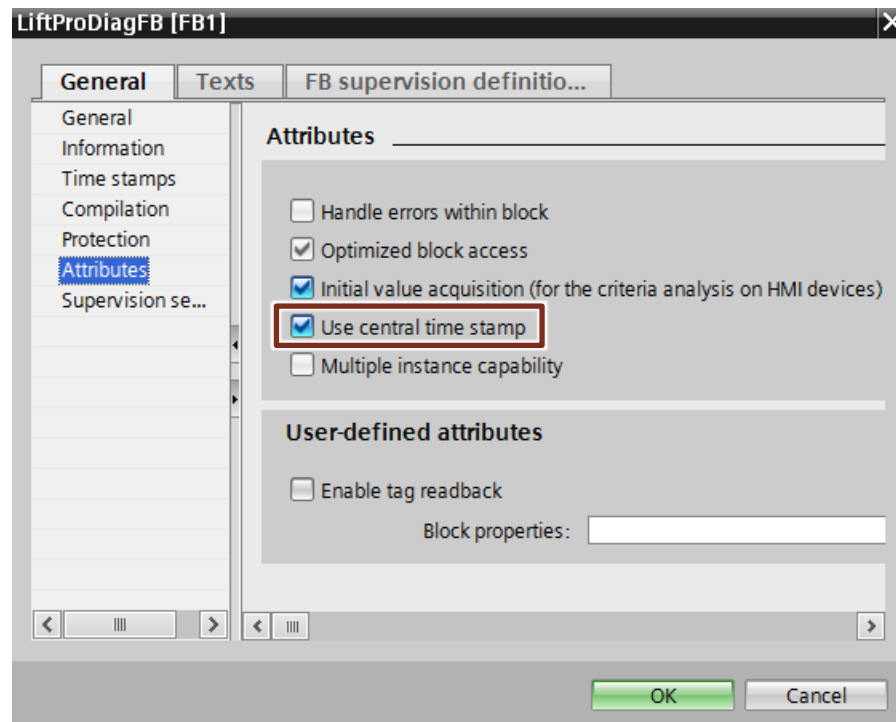 LiftProDiagFB [FB1]
General
Texts
FB supervision definitio...
General
Information
Time stamps
Compilation
Protection
Attributes
Supervision se...
Attributes
Handle errors within block
Optimized block access
Initial value acquisition (for the criteria analysis on HMI devices)
Use central time stamp
Multiple instance capability
User-defined attributes
Enable tag readback
Block properties:
OK
Cancel